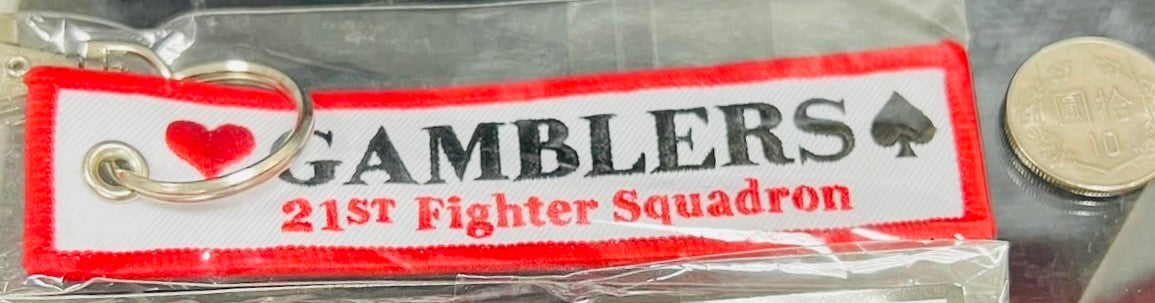 GAMBLERS
21ST Fighter Squadron
拾
圓
10